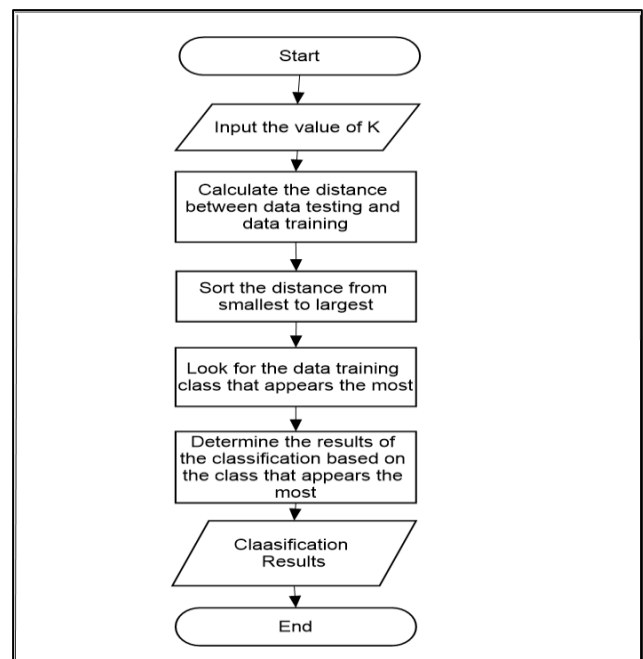 Start
Input the value of K
Calculate the distance
between data testing and
data training
Sort the distance from
smallest to largest
Look for the data training
class that appears the most
Determine the results of
the classification based on
the class that appears the
most
Claasification
Results
End